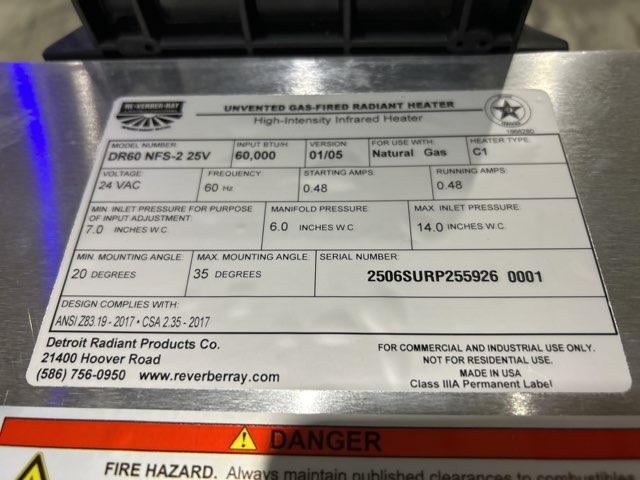 RE-VERBER-RAY
UNVENTED GAS-FIRED RADIANT HEATER
High-Intensity Infrared Heater
MODEL NUMBER: INPUT BTU/H: VERSION: FOR USE WITH: HEATER TYPE:
DR60 NFS-2 25V 60,000 01/05 Natural Gas C1
VOLTAGE: FREQUENCY STARTING AMPS: RUNNING AMPS:
24 VAC 60 Hz 0.48 0.48
MIN. INLET PRESSURE FOR PURPOSE OF INPUT ADJUSTMENT: MANIFOLD PRESSURE: MAX. INLET PRESSURE:
7.0 INCHES W.C. 6.0 INCHES W.C. 14.0 INCHES W.C.
MIN. MOUNTING ANGLE: MAX. MOUNTING ANGLE: SERIAL NUMBER:
20 DEGREES 35 DEGREES 2506SURP255926 0001
DESIGN COMPLIES WITH:
ANSI Z83.19 - 2017 • CSA 2.35 - 2017
Detroit Radiant Products Co.
21400 Hoover Road
(586) 756-0950 www.reverberray.com
FOR COMMERCIAL AND INDUSTRIAL USE ONLY.
NOT FOR RESIDENTIAL USE.
MADE IN USA
Class IIIA Permanent Label
DANGER
FIRE HAZARD. Always maintain published clearances to combustibles